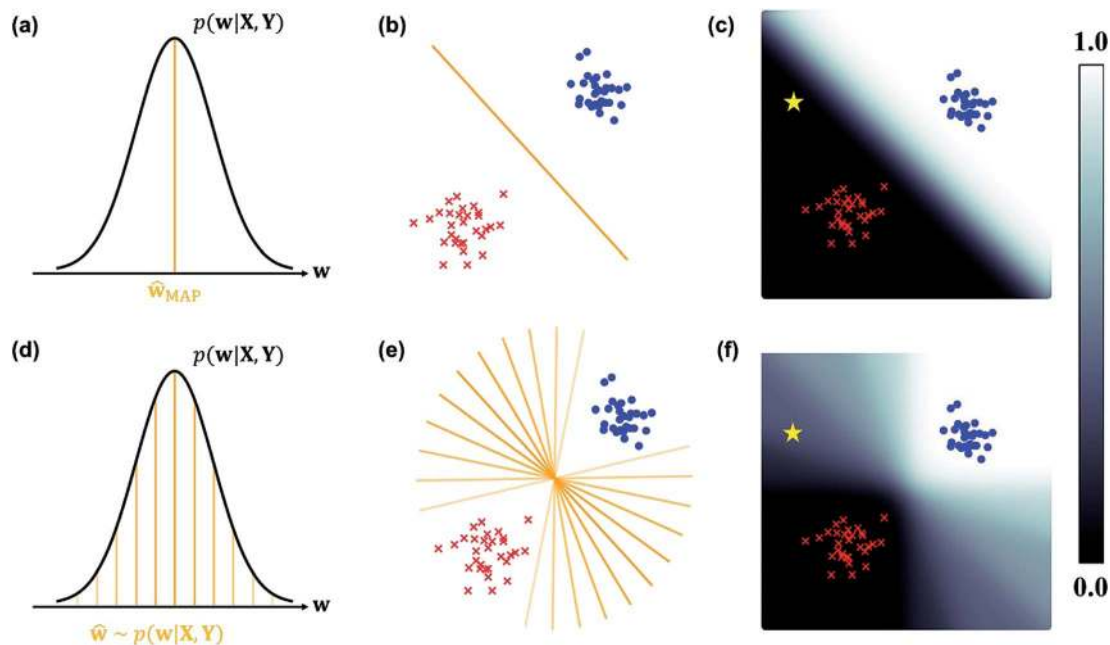 (a)
p(w|X, Y)
w
ŵ_MAP
(b)
(c)
1.0
(d)
p(w|X, Y)
w
ŵ ~ p(w|X, Y)
(e)
(f)
0.0